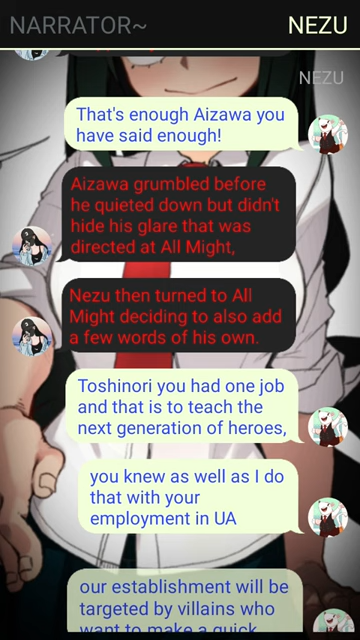 NARRATOR~ NEZU
NEZU
That's enough Aizawa you
have said enough!
Aizawa grumbled before
he quieted down but didn't
hide his glare that was
directed at All Might,
Nezu then turned to All
Might deciding to also add
a few words of his own.
Toshinori you had one job
and that is to teach the
next generation of heroes,
you knew as well as I do
that with your
employment in UA
our establishment will be
targeted by villains who
want to make a quick